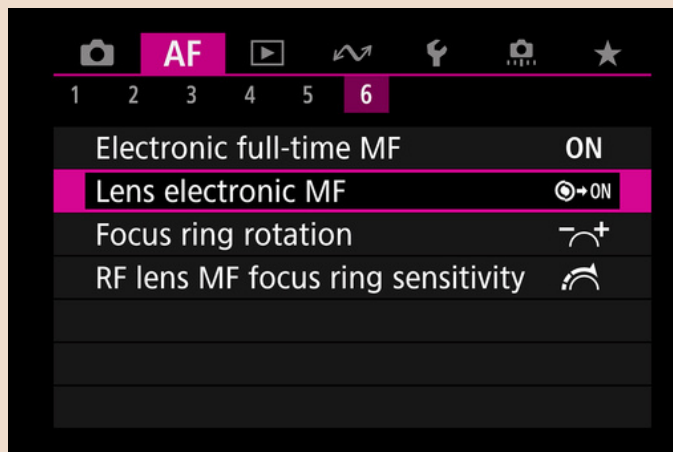 AF
1 2 3 4 5 6
Electronic full-time MF ON
Lens electronic MF ON
Focus ring rotation
RF lens MF focus ring sensitivity